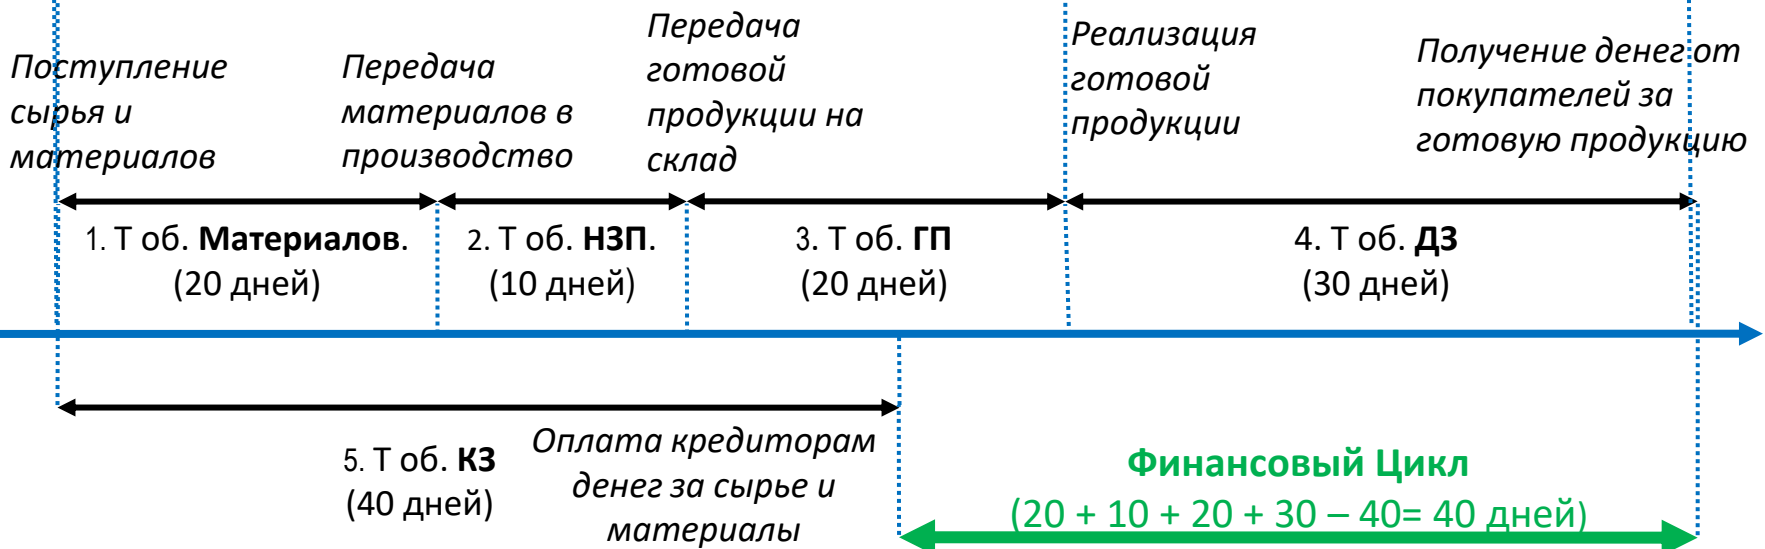 Поступление
сырья и
материалов
Передача
материалов в
производство
Передача
готовой
продукции на
склад
Реализация
готовой
продукции
Получение денег от
покупателей за
готовую продукцию
1. Т об. Материалов.
(20 дней)
2. Т об. НЗП.
(10 дней)
3. Т об. ГП
(20 дней)
4. Т об. ДЗ
(30 дней)
5. Т об. КЗ
(40 дней)
Оплата кредиторам
денег за сырье и
материалы
Финансовый Цикл
(20 + 10 + 20 + 30 – 40= 40 дней)